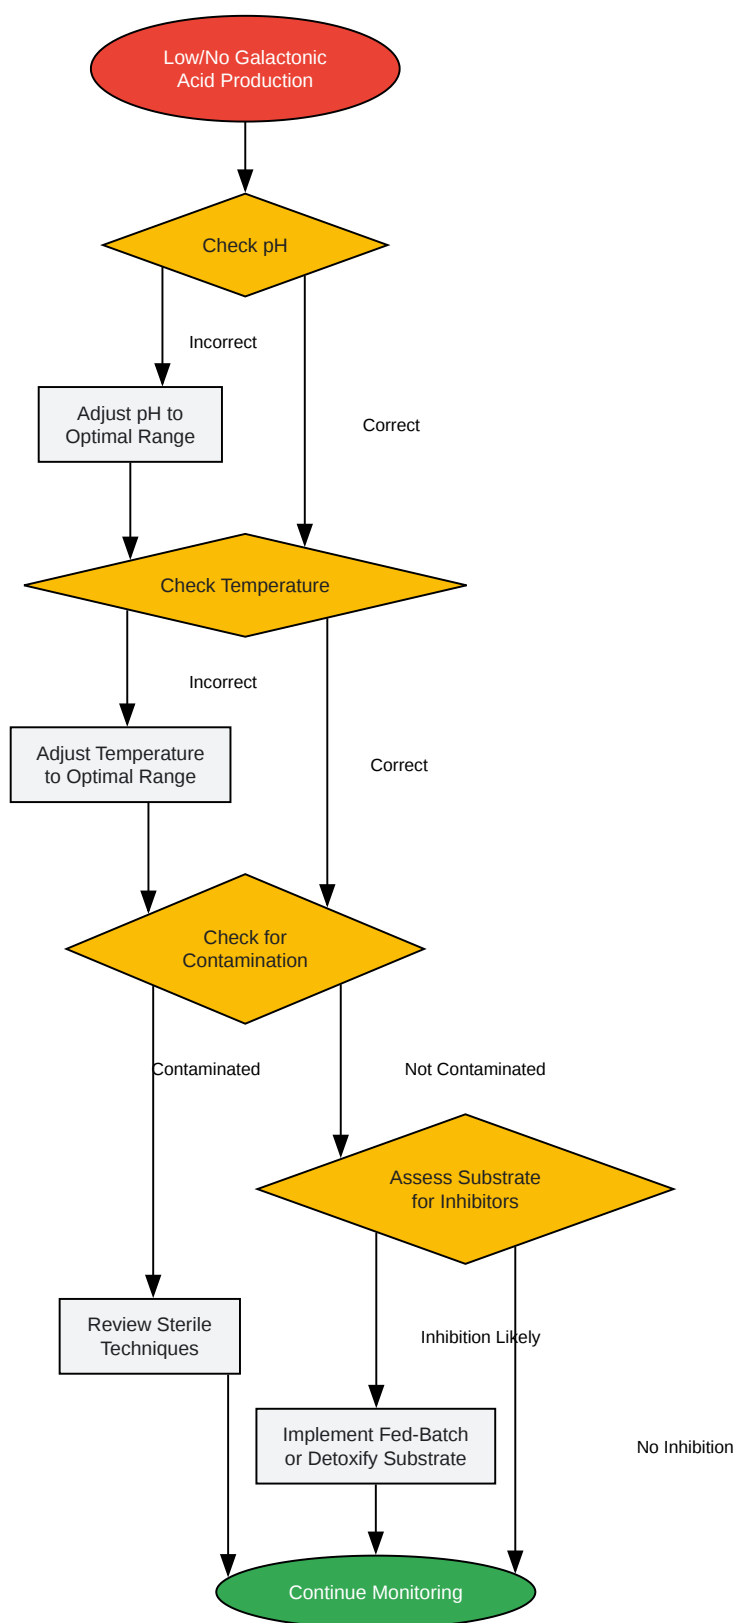 Low/No Galactonic
Acid Production
Check pH
Incorrect
Adjust pH to
Optimal Range
Correct
Check Temperature
Incorrect
Adjust Temperature
to Optimal Range
Correct
Check for
Contamination
Contaminated
Not Contaminated
Assess Substrate
for Inhibitors
Review Sterile
Techniques
Inhibition Likely
Implement Fed-Batch
or Detoxify Substrate
No Inhibition
Continue Monitoring